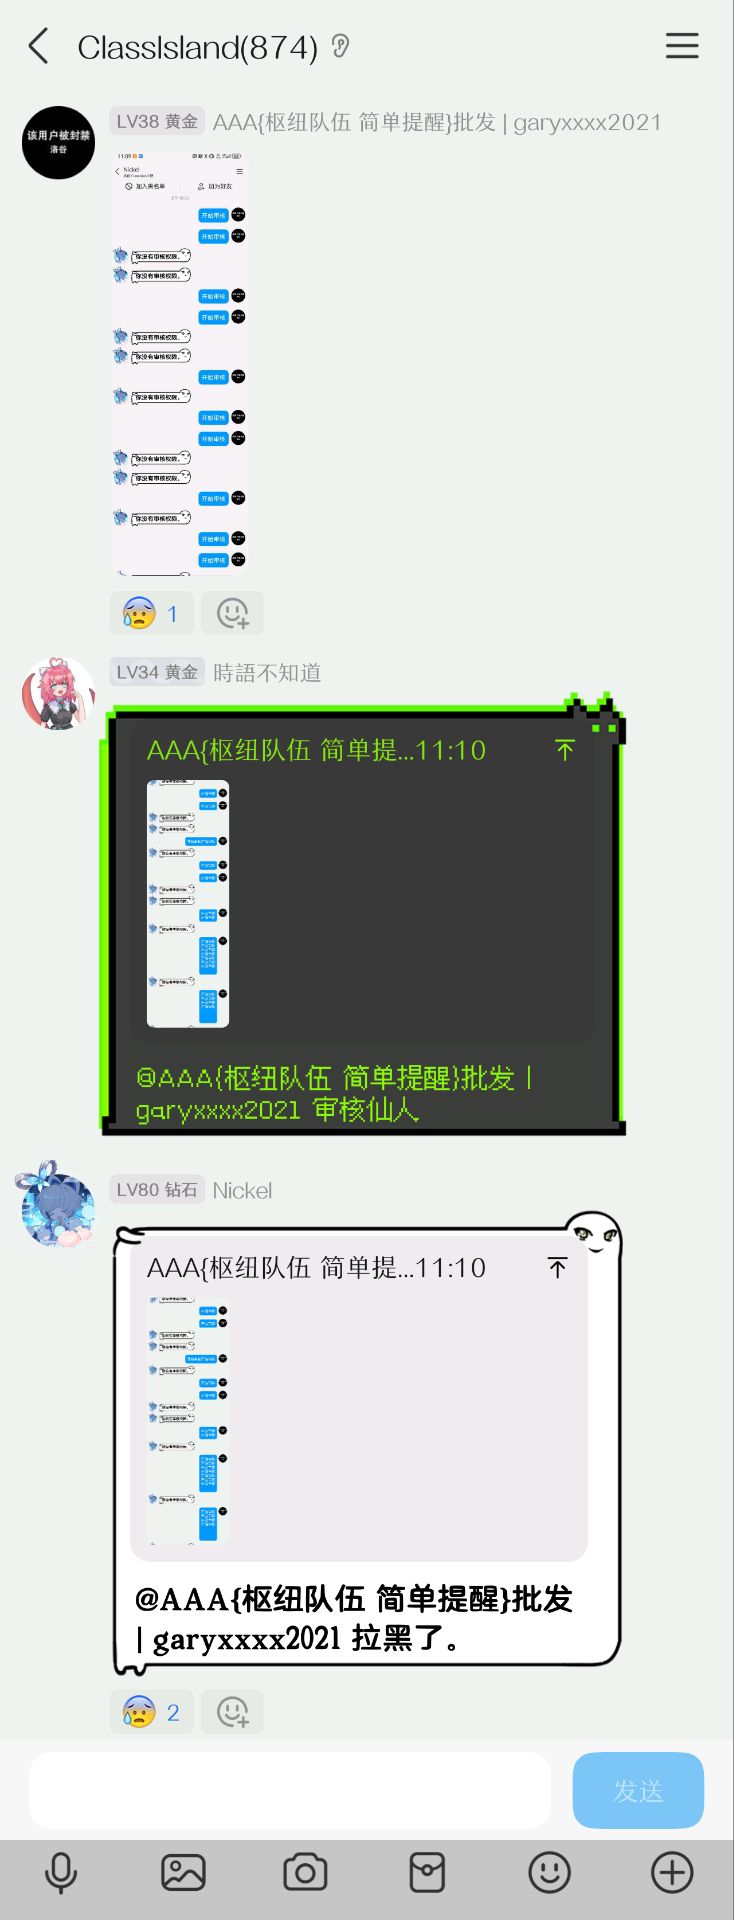 ClassIsland(874)
该用户被封禁
洛谷
LV38 黄金 AAA{枢纽队伍 简单提醒}批发 | garyxxxx2021
11:09
Nickel
加入黑名单 加为好友
开始审核
开始审核
你没有审核权限。
你没有审核权限。
开始审核
开始审核
你没有审核权限。
你没有审核权限。
开始审核
你没有审核权限。
开始审核
开始审核
你没有审核权限。
你没有审核权限。
开始审核
你没有审核权限。
开始审核
开始审核
1
LV34 黄金 時語不知道
AAA{枢纽队伍 简单提...11:10
@AAA{枢纽队伍 简单提醒}批发 |
garyxxxx2021 审核仙人
LV80 钻石 Nickel
AAA{枢纽队伍 简单提...11:10
@AAA{枢纽队伍 简单提醒}批发
| garyxxxx2021 拉黑了。
2
发送